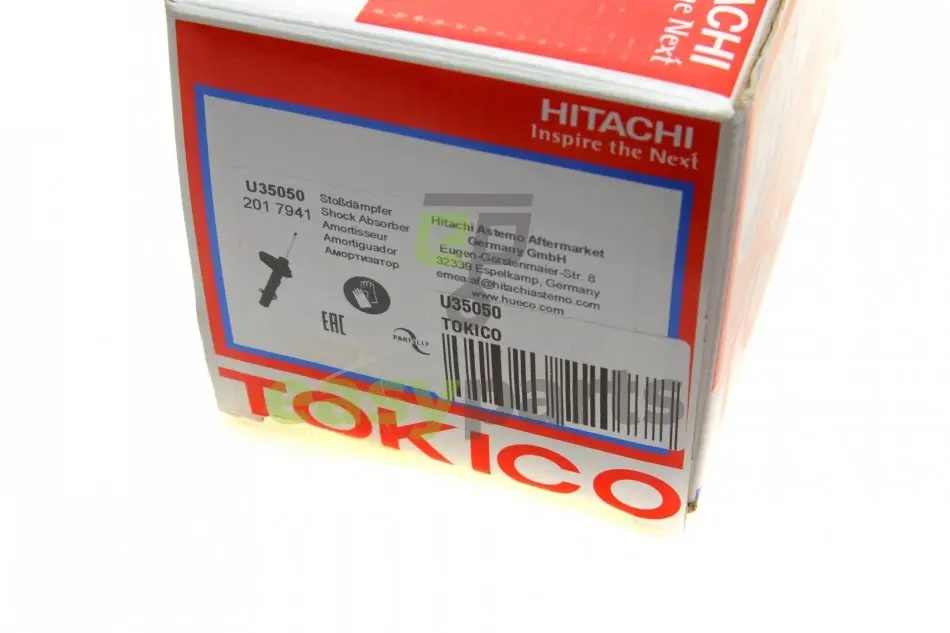 HITACHI
Inspire the Next
HITACHI
Inspire the Next
U35050
201 7941
Stoßdämpfer
Shock Absorber
Amortisseur
Amortiguador
Амортизатор
Hitachi Astemo Aftermarket
Germany GmbH
Eugen-Gerstenmaier-Str. 8
32339 Espelkamp, Germany
emea.af@hitachiastemo.com
www.hueco.com
U35050
TOKICO
EAC
PARTSLIFE
easyparts
TOKICO